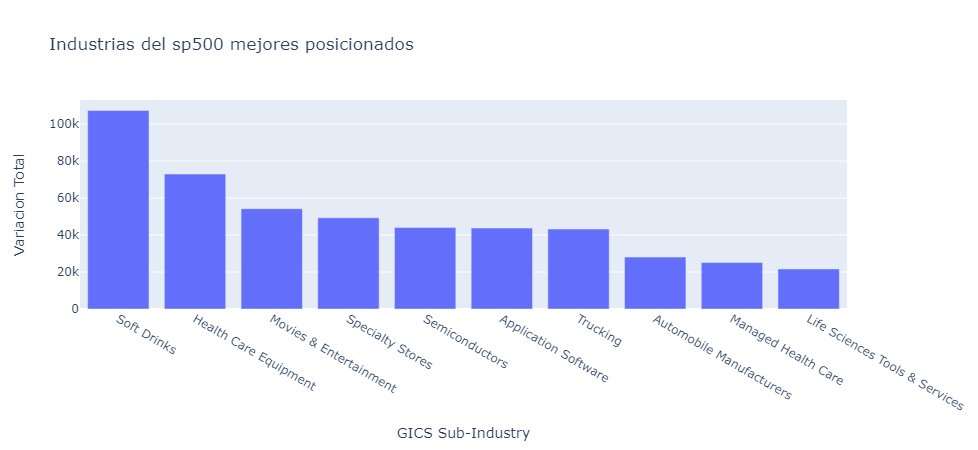 Industrias del sp500 mejores posicionados
Variacion Total
100k
80k
60k
40k
20k
0
Soft Drinks
Health Care Equipment
Movies & Entertainment
Specialty Stores
Semiconductors
Application Software
Trucking
Automobile Manufacturers
Managed Health Care
Life Sciences Tools & Services
GICS Sub-Industry